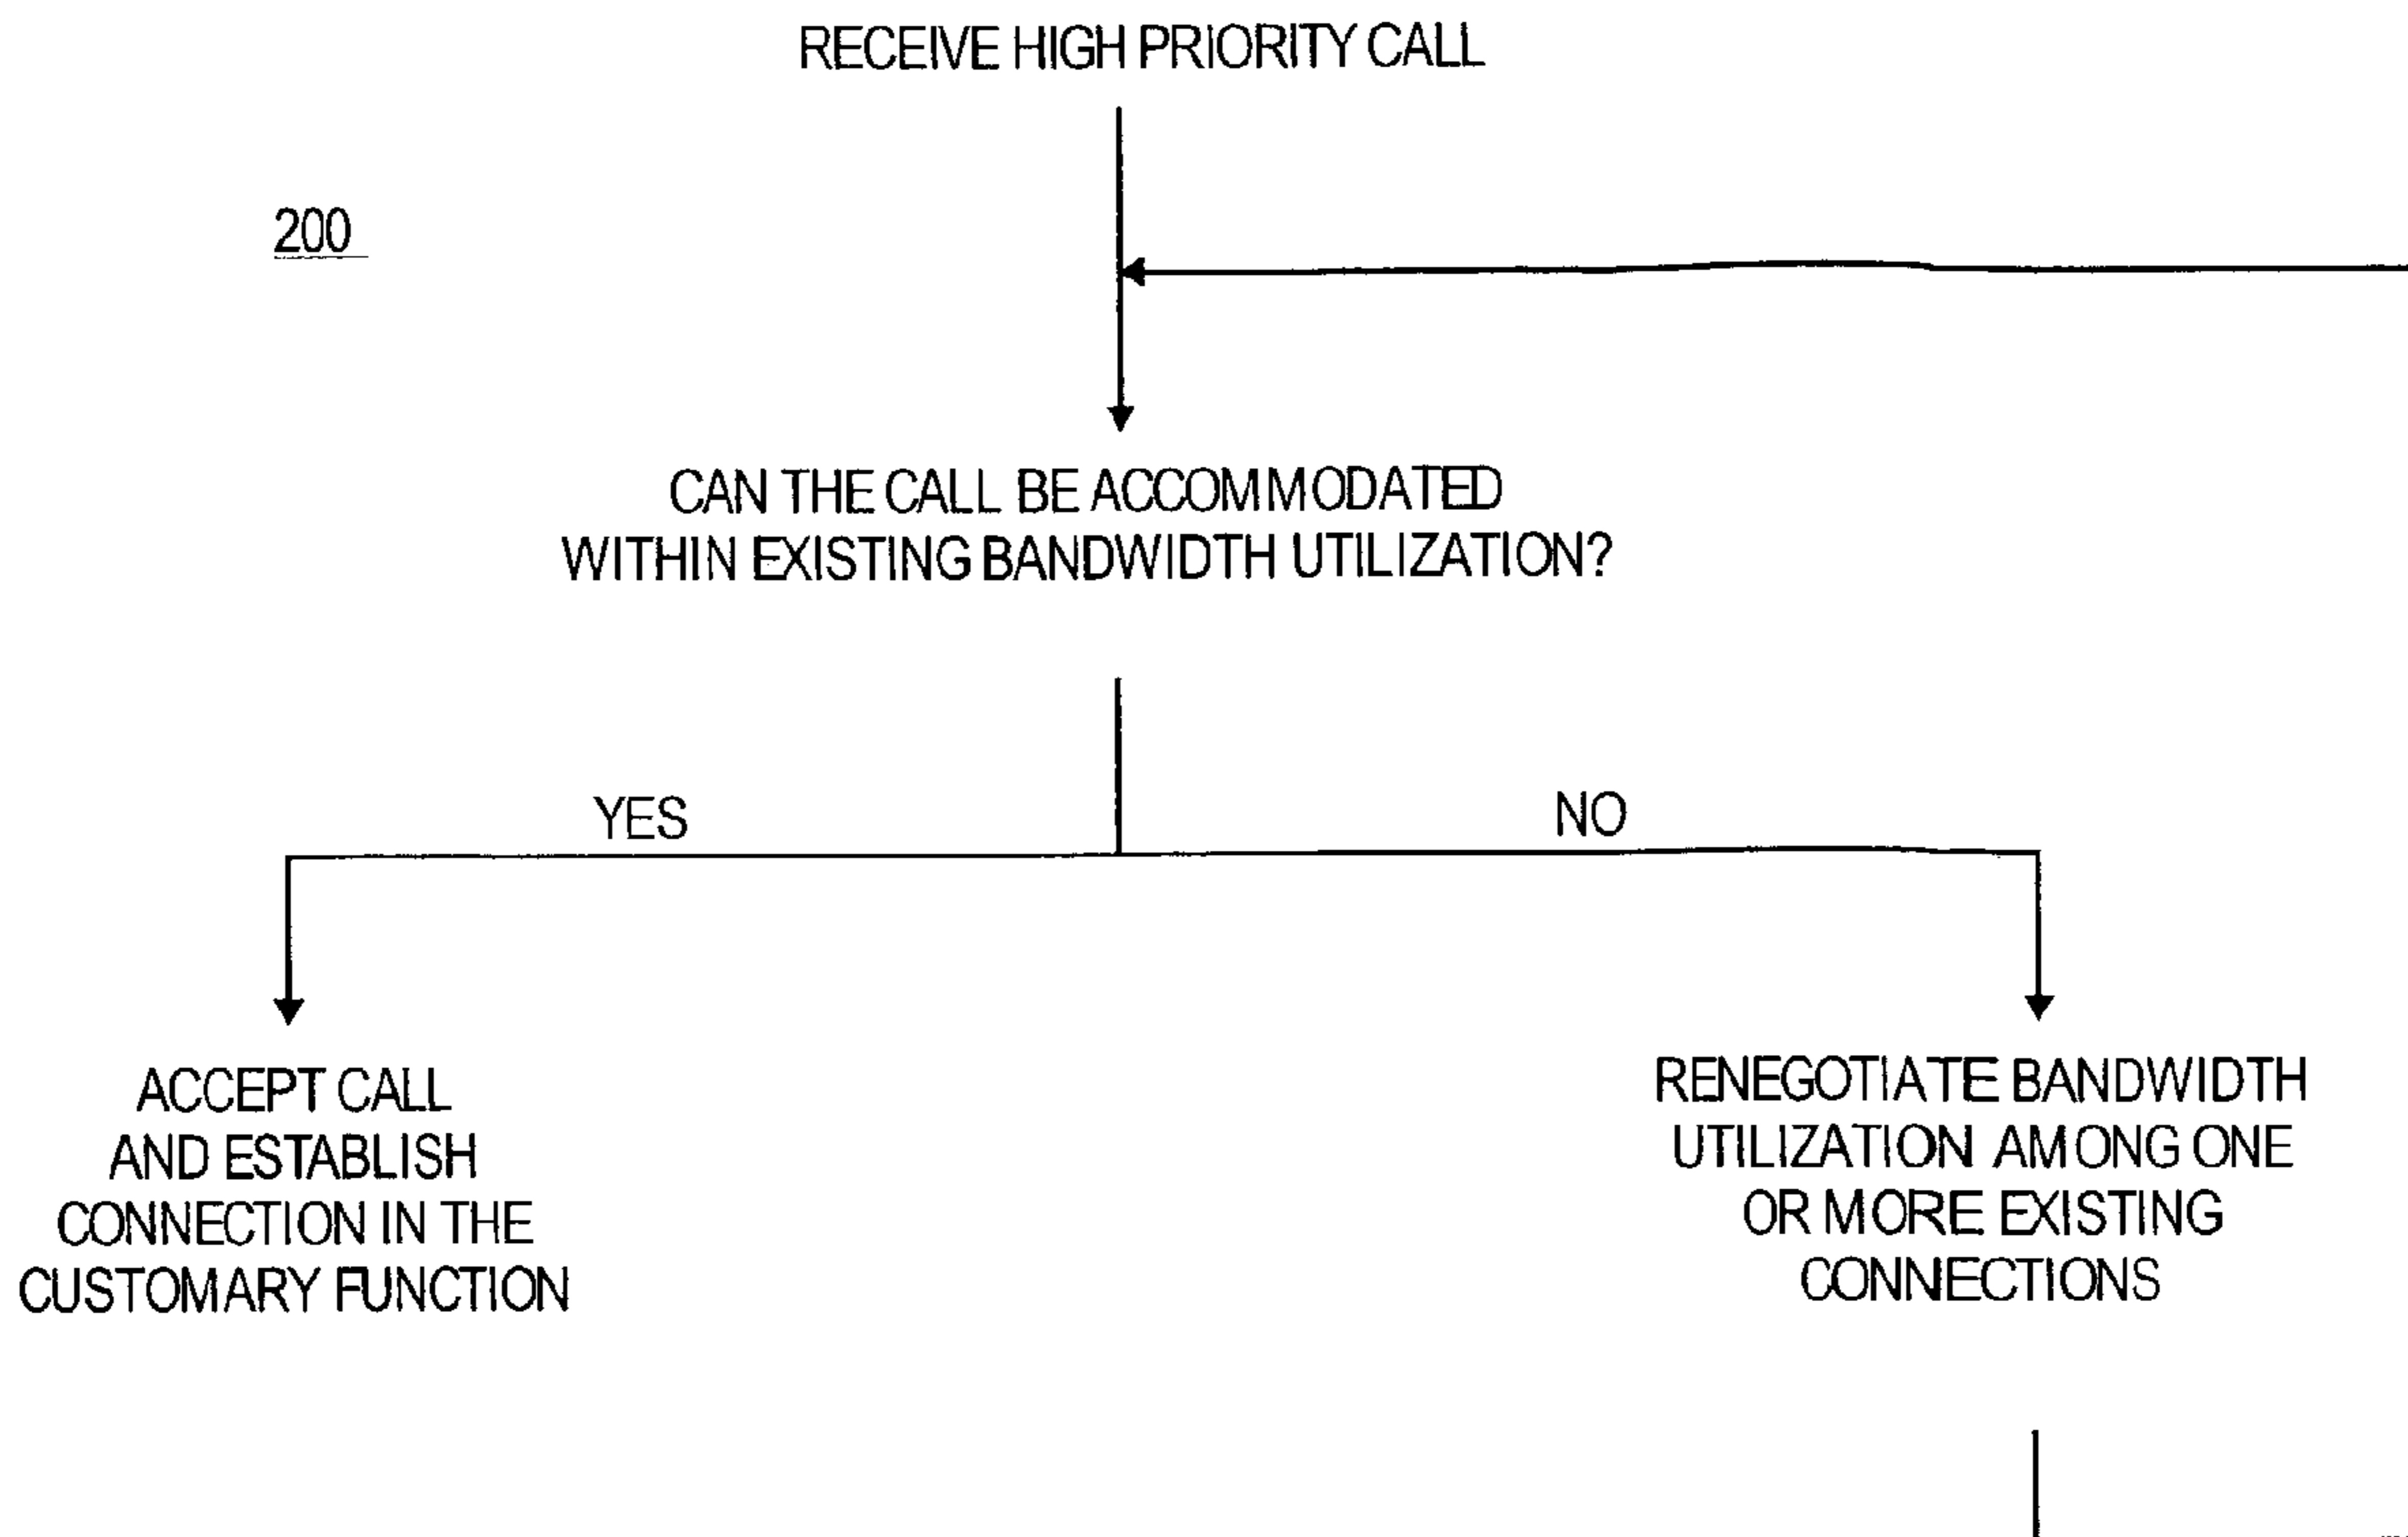 RECEIVE HIGH PRIORITY CALL
200
CAN THE CALL BE ACCOMMODATED
WITHIN EXISTING BANDWIDTH UTILIZATION?
YES
NO
ACCEPT CALL
AND ESTABLISH
CONNECTION IN THE
CUSTOMARY FUNCTION
RENEGOTIATE BANDWIDTH
UTILIZATION AMONG ONE
OR MORE EXISTING
CONNECTIONS